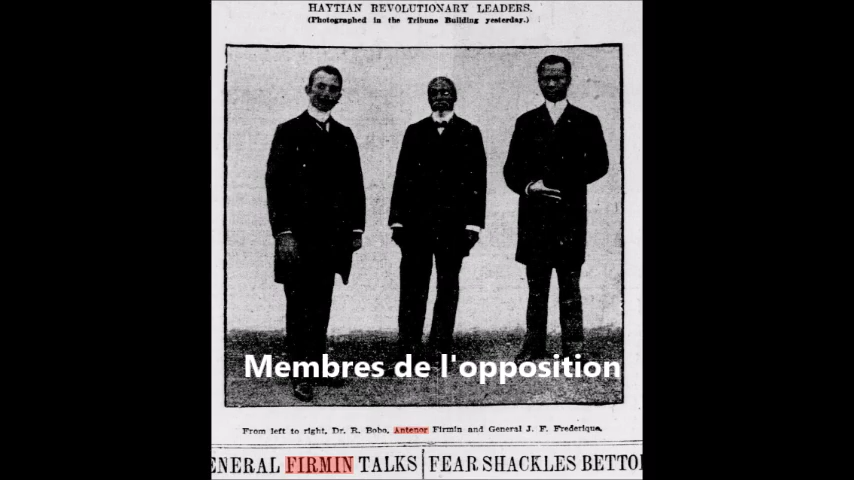 HAYTIAN REVOLUTIONARY LEADERS.
(Photographed in the Tribune Building yesterday.)
Membres de l'opposition
From left to right, Dr. R. Bobo, Antenor Firmin and General J. F. Frederique.
ENERAL FIRMIN TALKS
FEAR SHACKLES BETTO